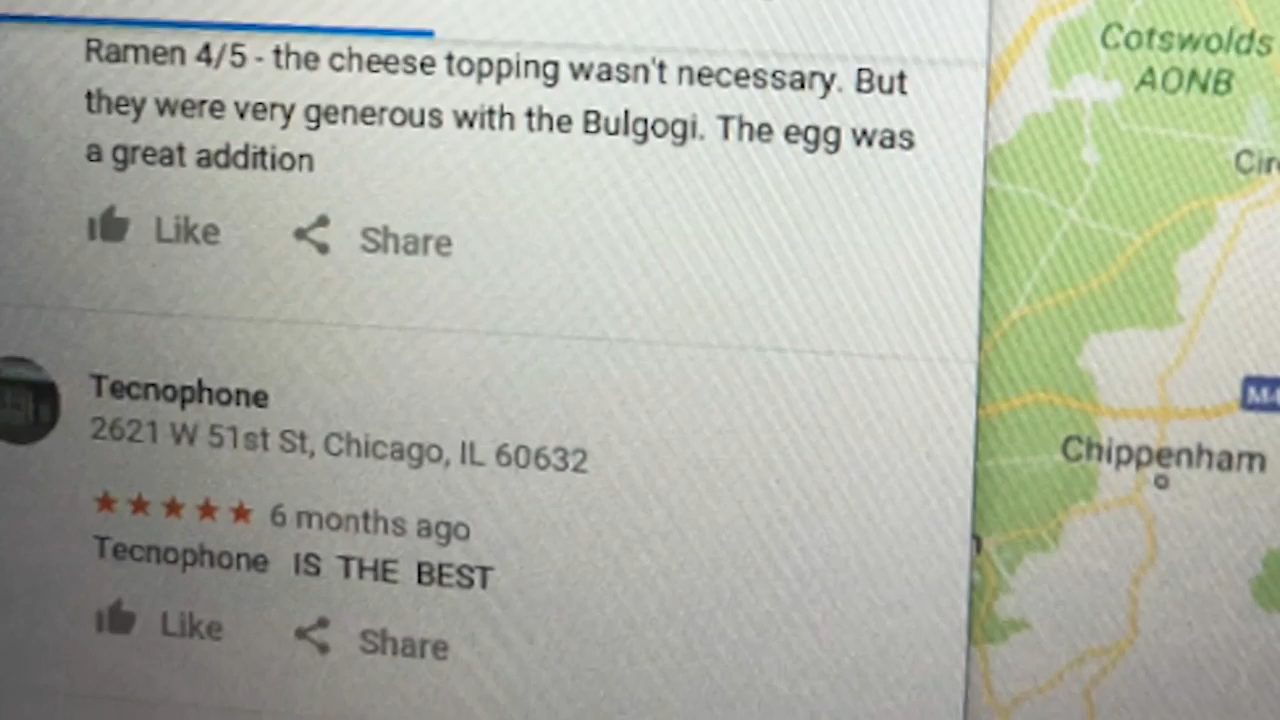 Ramen 4/5 - the cheese topping wasn't necessary. But
they were very generous with the Bulgogi. The egg was
a great addition
Like Share
Tecnophone
2621 W 51st St, Chicago, IL 60632
6 months ago
Tecnophone IS THE BEST
Like Share
Cotswolds
AONB
Chippenham